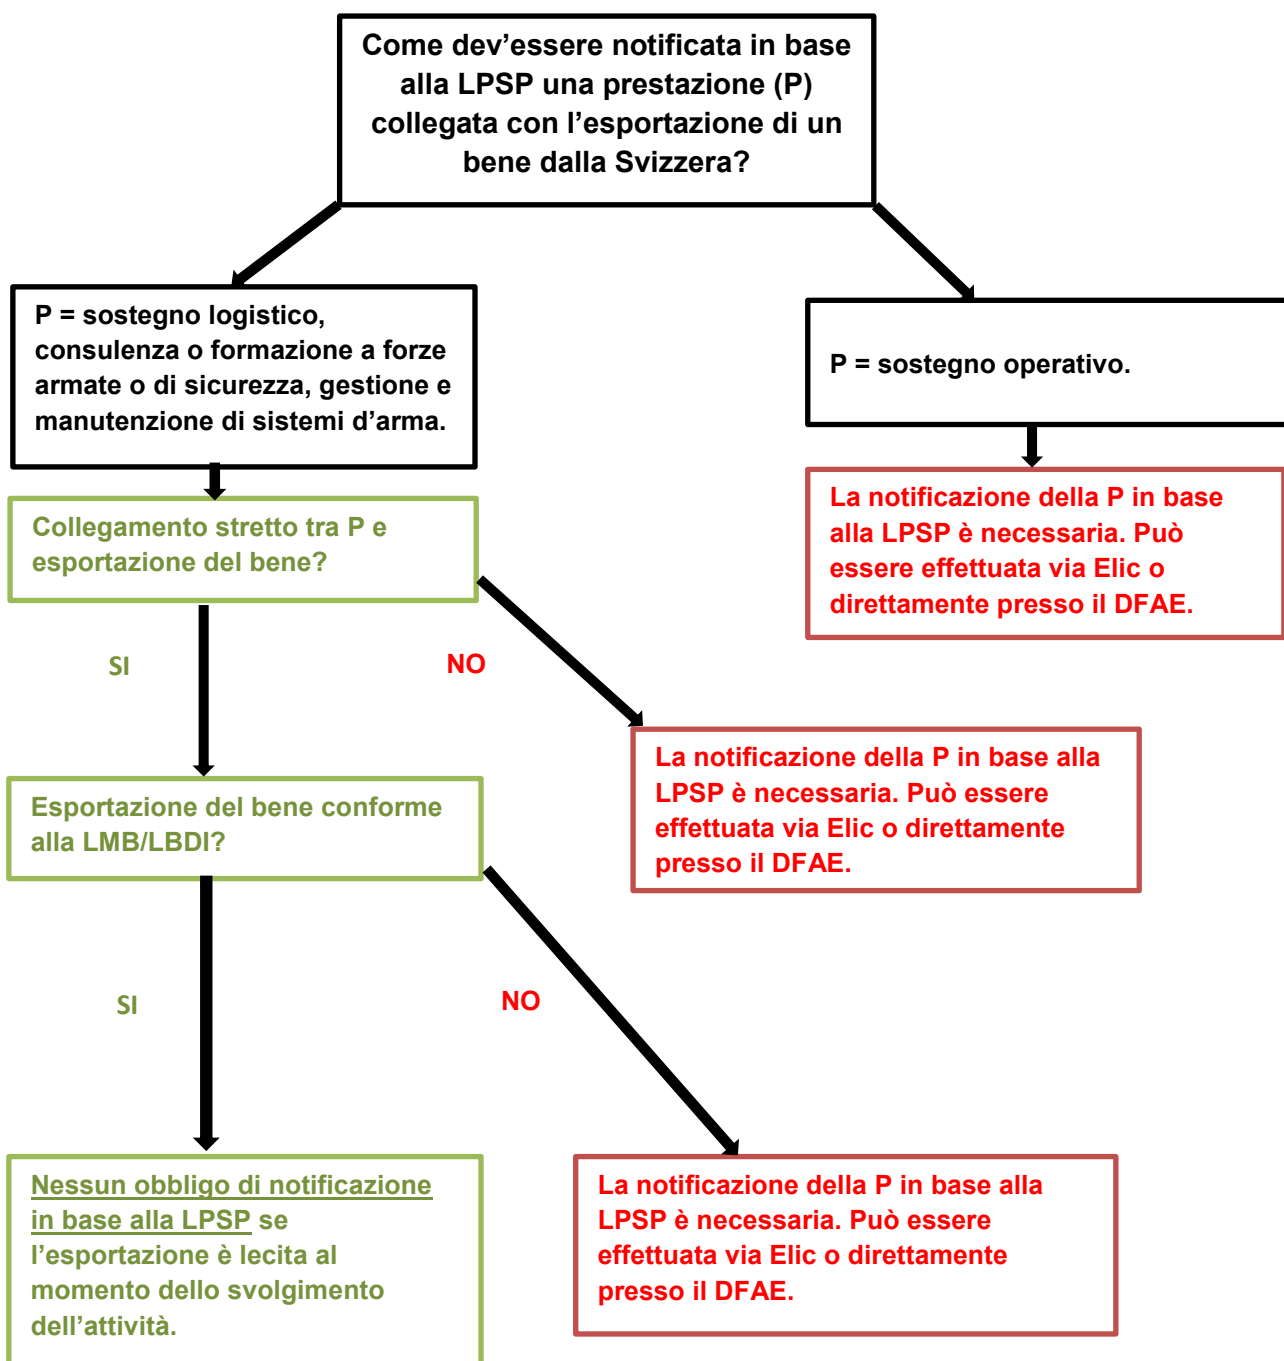 Come dev’essere notificata in base
alla LPSP una prestazione (P)
collegata con l’esportazione di un
bene dalla Svizzera?
P = sostegno logistico,
consulenza o formazione a forze
armate o di sicurezza, gestione e
manutenzione di sistemi d’arma.
P = sostegno operativo.
La notificazione della P in base
alla LPSP è necessaria. Può
essere effettuata via Elic o
direttamente presso il DFAE.
Collegamento stretto tra P e
esportazione del bene?
SI
NO
La notificazione della P in base alla
LPSP è necessaria. Può essere
effettuata via Elic o direttamente
presso il DFAE.
Esportazione del bene conforme
alla LMB/LBDI?
SI
NO
Nessun obbligo di notificazione
in base alla LPSP se
l’esportazione è lecita al
momento dello svolgimento
dell’attività.
La notificazione della P in base alla
LPSP è necessaria. Può essere
effettuata via Elic o direttamente
presso il DFAE.